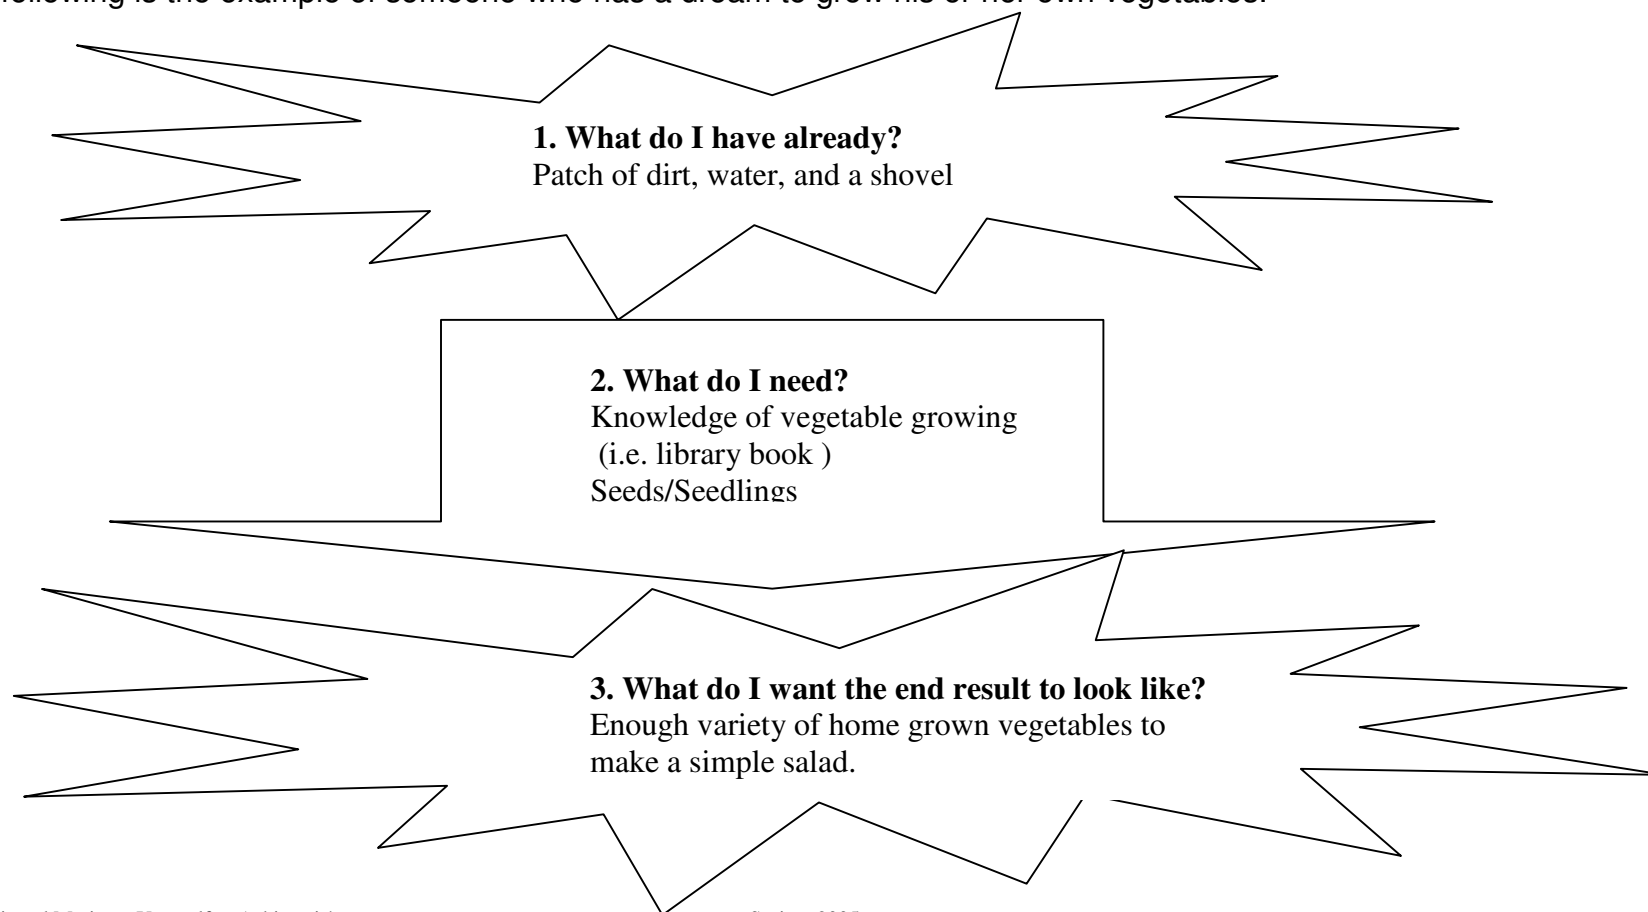 following is the example of someone who has a dream to grow his or her own vegetables.
1. What do I have already?
Patch of dirt, water, and a shovel
2. What do I need?
Knowledge of vegetable growing
(i.e. library book )
Seeds/Seedlings
3. What do I want the end result to look like?
Enough variety of home grown vegetables to
make a simple salad.